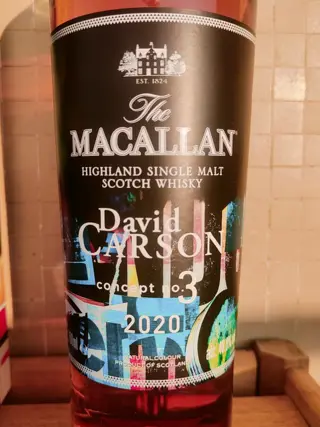 EST. 1824
The
MACALLAN
HIGHLAND SINGLE MALT
SCOTCH WHISKY
David
CARSON
concept no.3
2020
NATURAL COLOUR
PRODUCT OF SCOTLAND